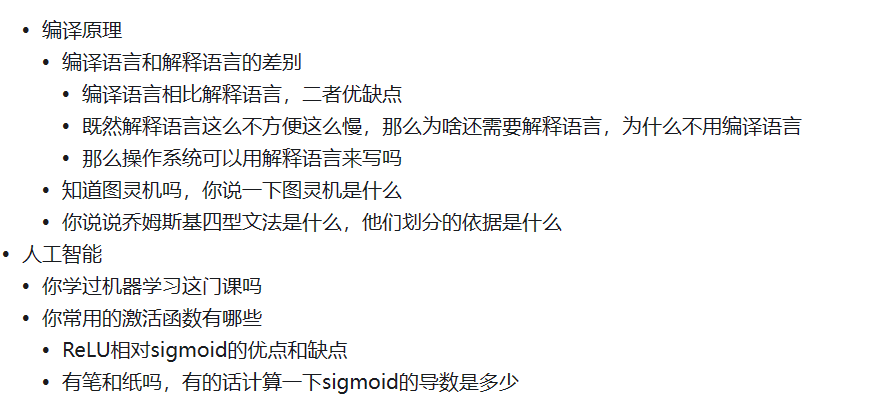 编译原理
编译语言和解释语言的差别
编译语言相比解释语言，二者优缺点
既然解释语言这么不方便这么慢，那么为啥还需要解释语言，为什么不用编译语言
那么操作系统可以用解释语言来写吗
知道图灵机吗，你说一下图灵机是什么
你说说乔姆斯基四型文法是什么，他们划分的依据是什么
人工智能
你学过机器学习这门课吗
你常用的激活函数有哪些
ReLU相对sigmoid的优点和缺点
有笔和纸吗，有的话计算一下sigmoid的导数是多少